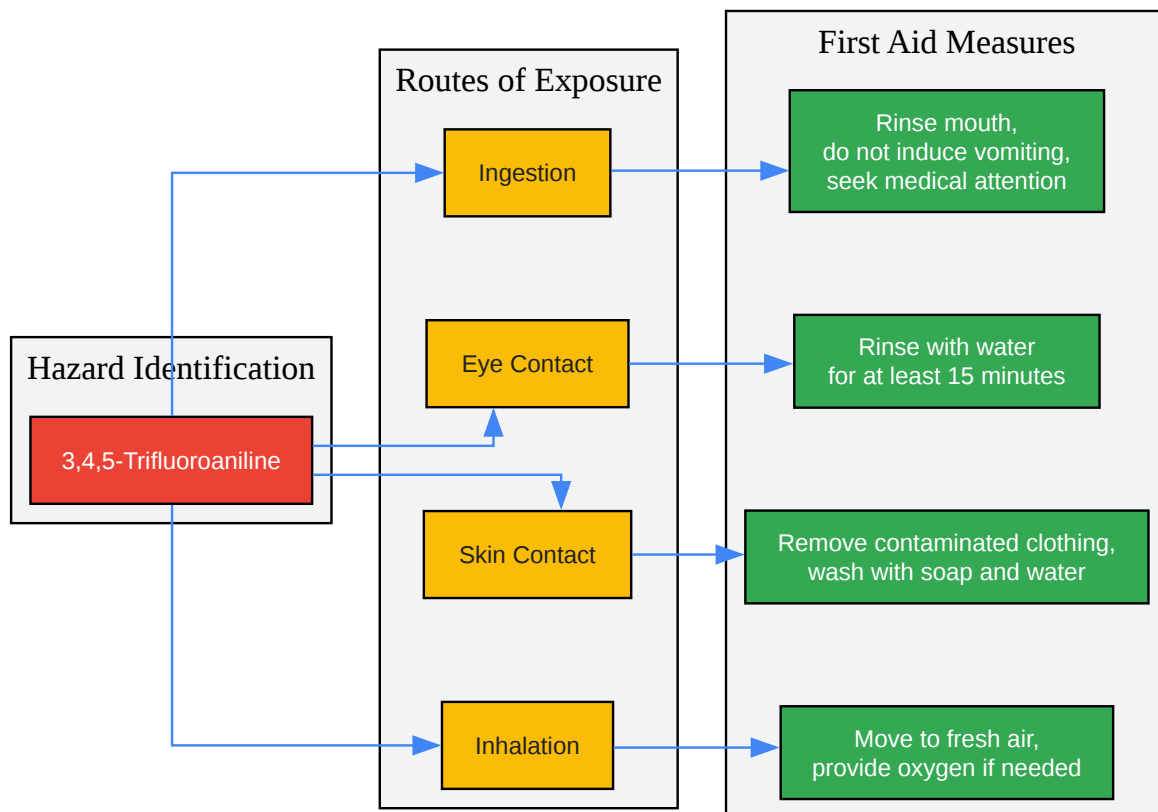 Hazard Identification
3,4,5-Trifluoroaniline
Routes of Exposure
Ingestion
Eye Contact
Skin Contact
Inhalation
First Aid Measures
Rinse mouth,
do not induce vomiting,
seek medical attention
Rinse with water
for at least 15 minutes
Remove contaminated clothing,
wash with soap and water
Move to fresh air,
provide oxygen if needed